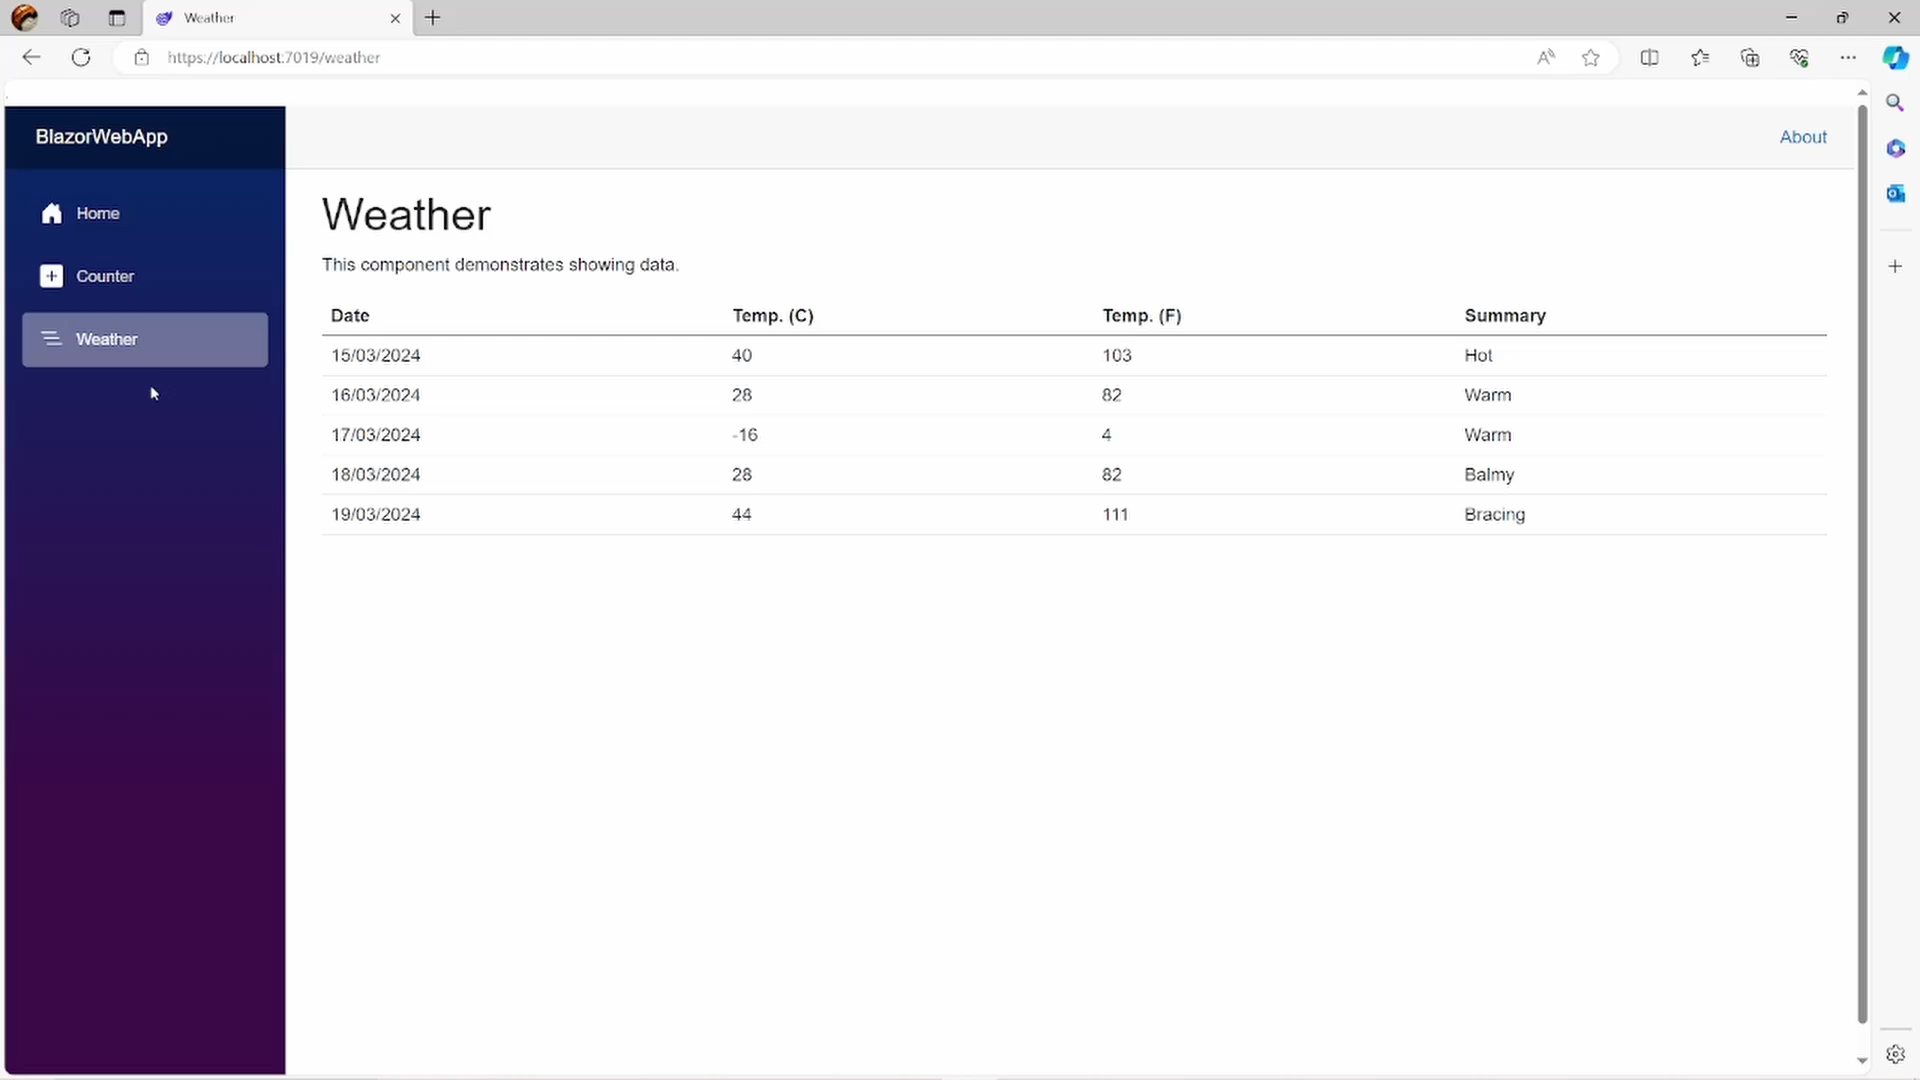 Weather
https://localhost:7019/weather
BlazorWebApp
About
Home
Counter
Weather
Weather
This component demonstrates showing data.
Date Temp. (C) Temp. (F) Summary
15/03/2024 40 103 Hot
16/03/2024 28 82 Warm
17/03/2024 -16 4 Warm
18/03/2024 28 82 Balmy
19/03/2024 44 111 Bracing